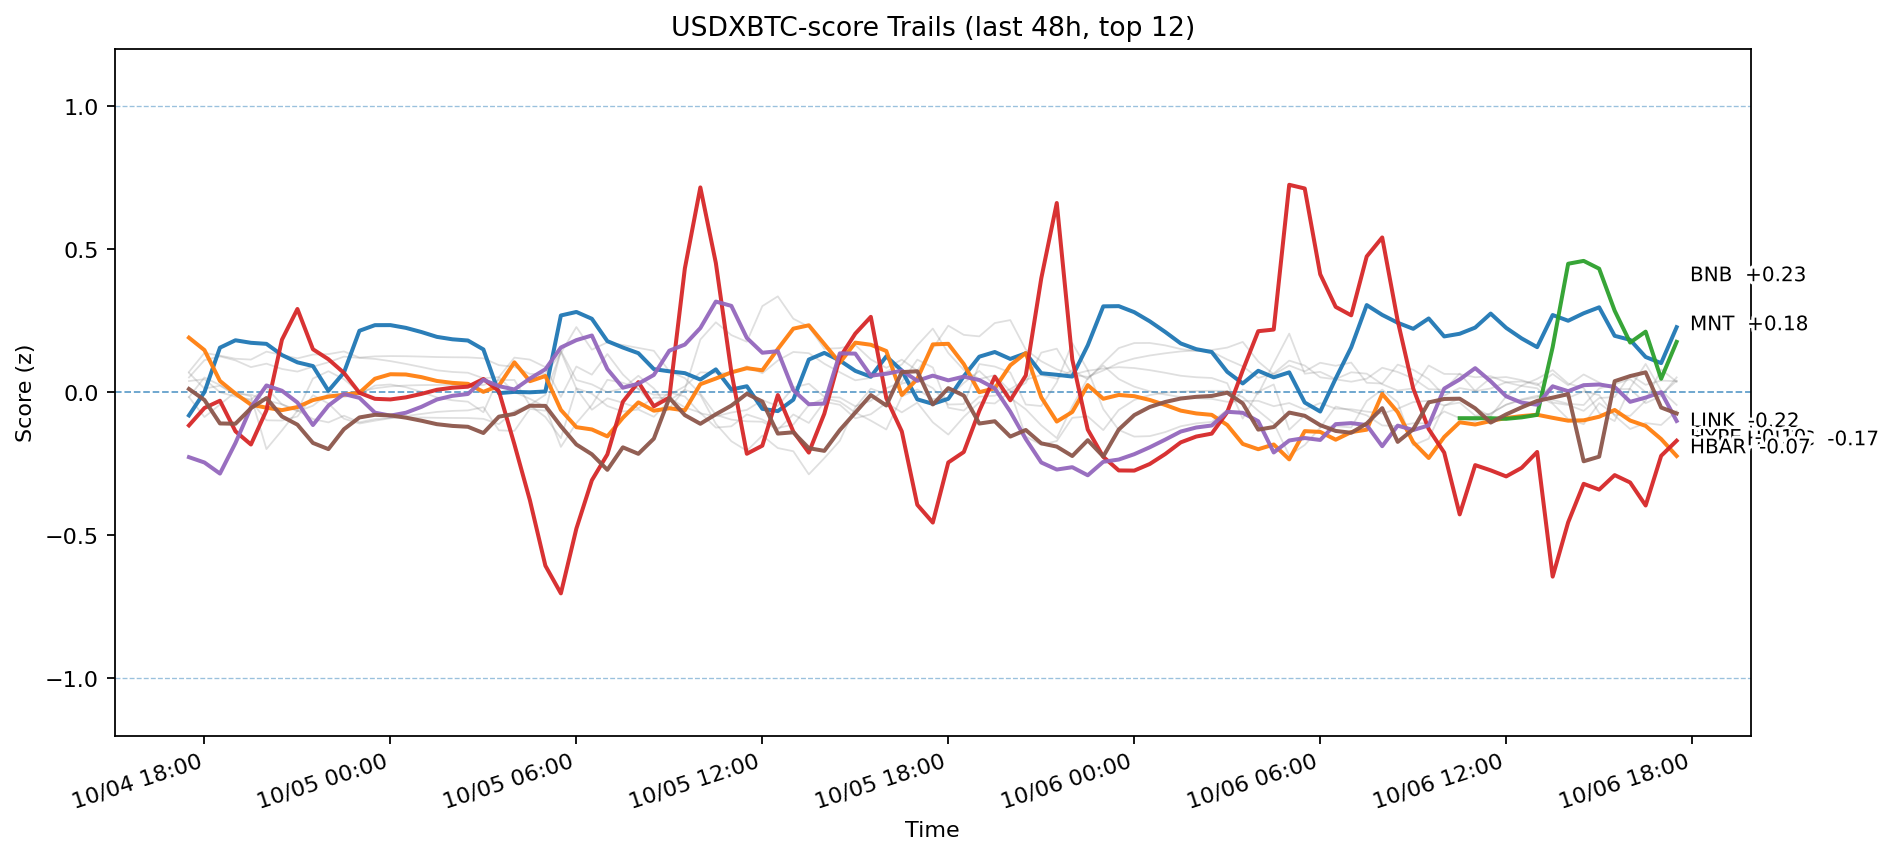 USDXBTC-score Trails (last 48h, top 12)
Score (z)
1.0
0.5
0.0
−0.5
−1.0
BNB +0.23
MNT +0.18
LINK -0.22
-0.17
HBAR -0.07
10/04 18:00
10/05 00:00
10/05 06:00
10/05 12:00
10/05 18:00
10/06 00:00
10/06 06:00
10/06 12:00
10/06 18:00
Time